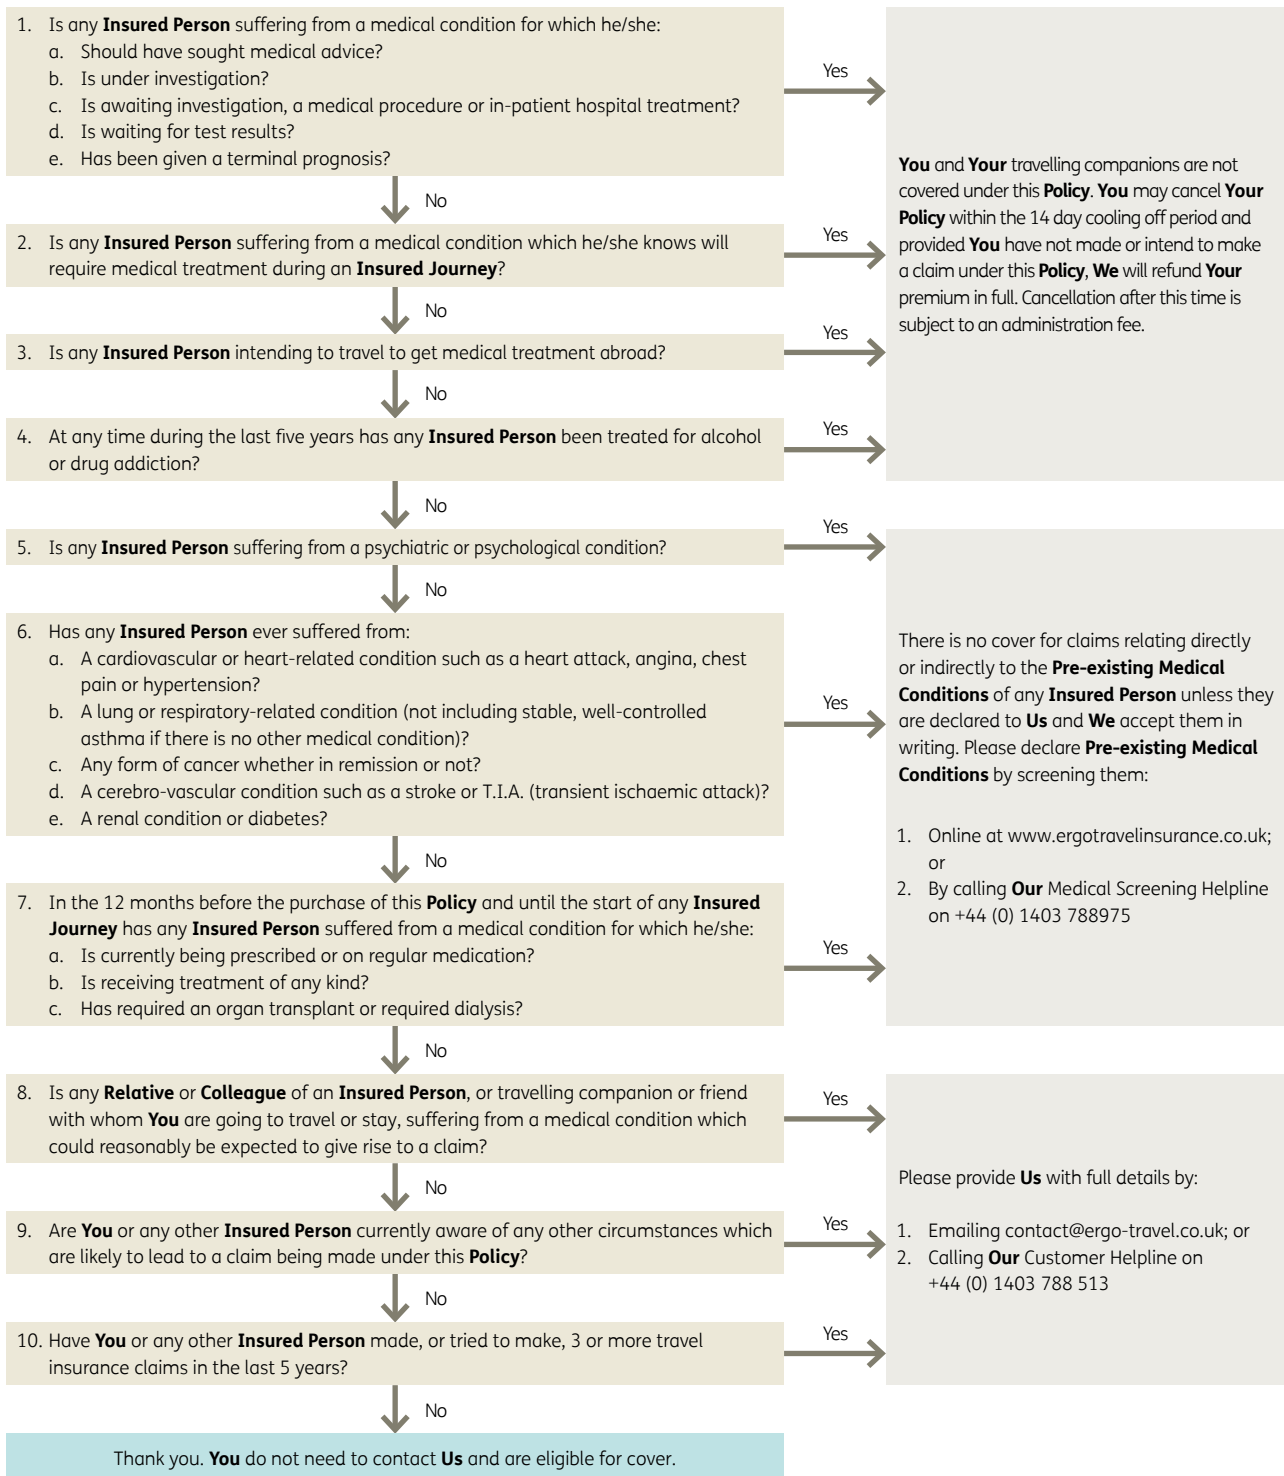 1. Is any Insured Person suffering from a medical condition for which he/she:
a. Should have sought medical advice?
b. Is under investigation?
c. Is awaiting investigation, a medical procedure or in-patient hospital treatment?
d. Is waiting for test results?
e. Has been given a terminal prognosis?
Yes
No
2. Is any Insured Person suffering from a medical condition which he/she knows will
require medical treatment during an Insured Journey?
Yes
No
3. Is any Insured Person intending to travel to get medical treatment abroad?
Yes
No
4. At any time during the last five years has any Insured Person been treated for alcohol
or drug addiction?
Yes
No
You and Your travelling companions are not
covered under this Policy. You may cancel Your
Policy within the 14 day cooling off period and
provided You have not made or intend to make
a claim under this Policy, We will refund Your
premium in full. Cancellation after this time is
subject to an administration fee.
5. Is any Insured Person suffering from a psychiatric or psychological condition?
Yes
No
6. Has any Insured Person ever suffered from:
a. A cardiovascular or heart-related condition such as a heart attack, angina, chest
pain or hypertension?
b. A lung or respiratory-related condition (not including stable, well-controlled
asthma if there is no other medical condition)?
c. Any form of cancer whether in remission or not?
d. A cerebro-vascular condition such as a stroke or T.I.A. (transient ischaemic attack)?
e. A renal condition or diabetes?
Yes
No
7. In the 12 months before the purchase of this Policy and until the start of any Insured
Journey has any Insured Person suffered from a medical condition for which he/she:
a. Is currently being prescribed or on regular medication?
b. Is receiving treatment of any kind?
c. Has required an organ transplant or required dialysis?
Yes
No
There is no cover for claims relating directly
or indirectly to the Pre-existing Medical
Conditions of any Insured Person unless they
are declared to Us and We accept them in
writing. Please declare Pre-existing Medical
Conditions by screening them:
1. Online at www.ergotravelinsurance.co.uk;
or
2. By calling Our Medical Screening Helpline
on +44 (0) 1403 788975
8. Is any Relative or Colleague of an Insured Person, or travelling companion or friend
with whom You are going to travel or stay, suffering from a medical condition which
could reasonably be expected to give rise to a claim?
Yes
No
9. Are You or any other Insured Person currently aware of any other circumstances which
are likely to lead to a claim being made under this Policy?
Yes
No
10. Have You or any other Insured Person made, or tried to make, 3 or more travel
insurance claims in the last 5 years?
Yes
No
Please provide Us with full details by:
1. Emailing contact@ergo-travel.co.uk; or
2. Calling Our Customer Helpline on
+44 (0) 1403 788 513
Thank you. You do not need to contact Us and are eligible for cover.